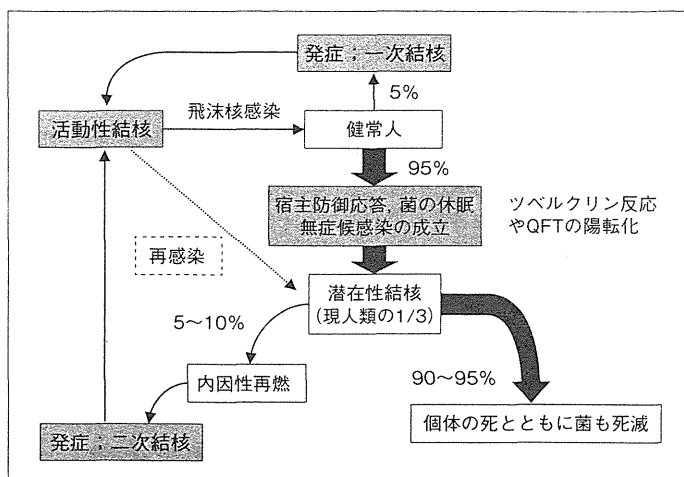 発症；一次結核
5%
飛沫核感染
活動性結核
健常人
95%
宿主防御応答，菌の休眠
無症候感染の成立
ツベルクリン反応
やQFTの陽転化
再感染
潜在性結核
(現人類の1/3)
5〜10%
内因性再燃
90〜95%
個体の死とともに菌も死滅
発症；二次結核